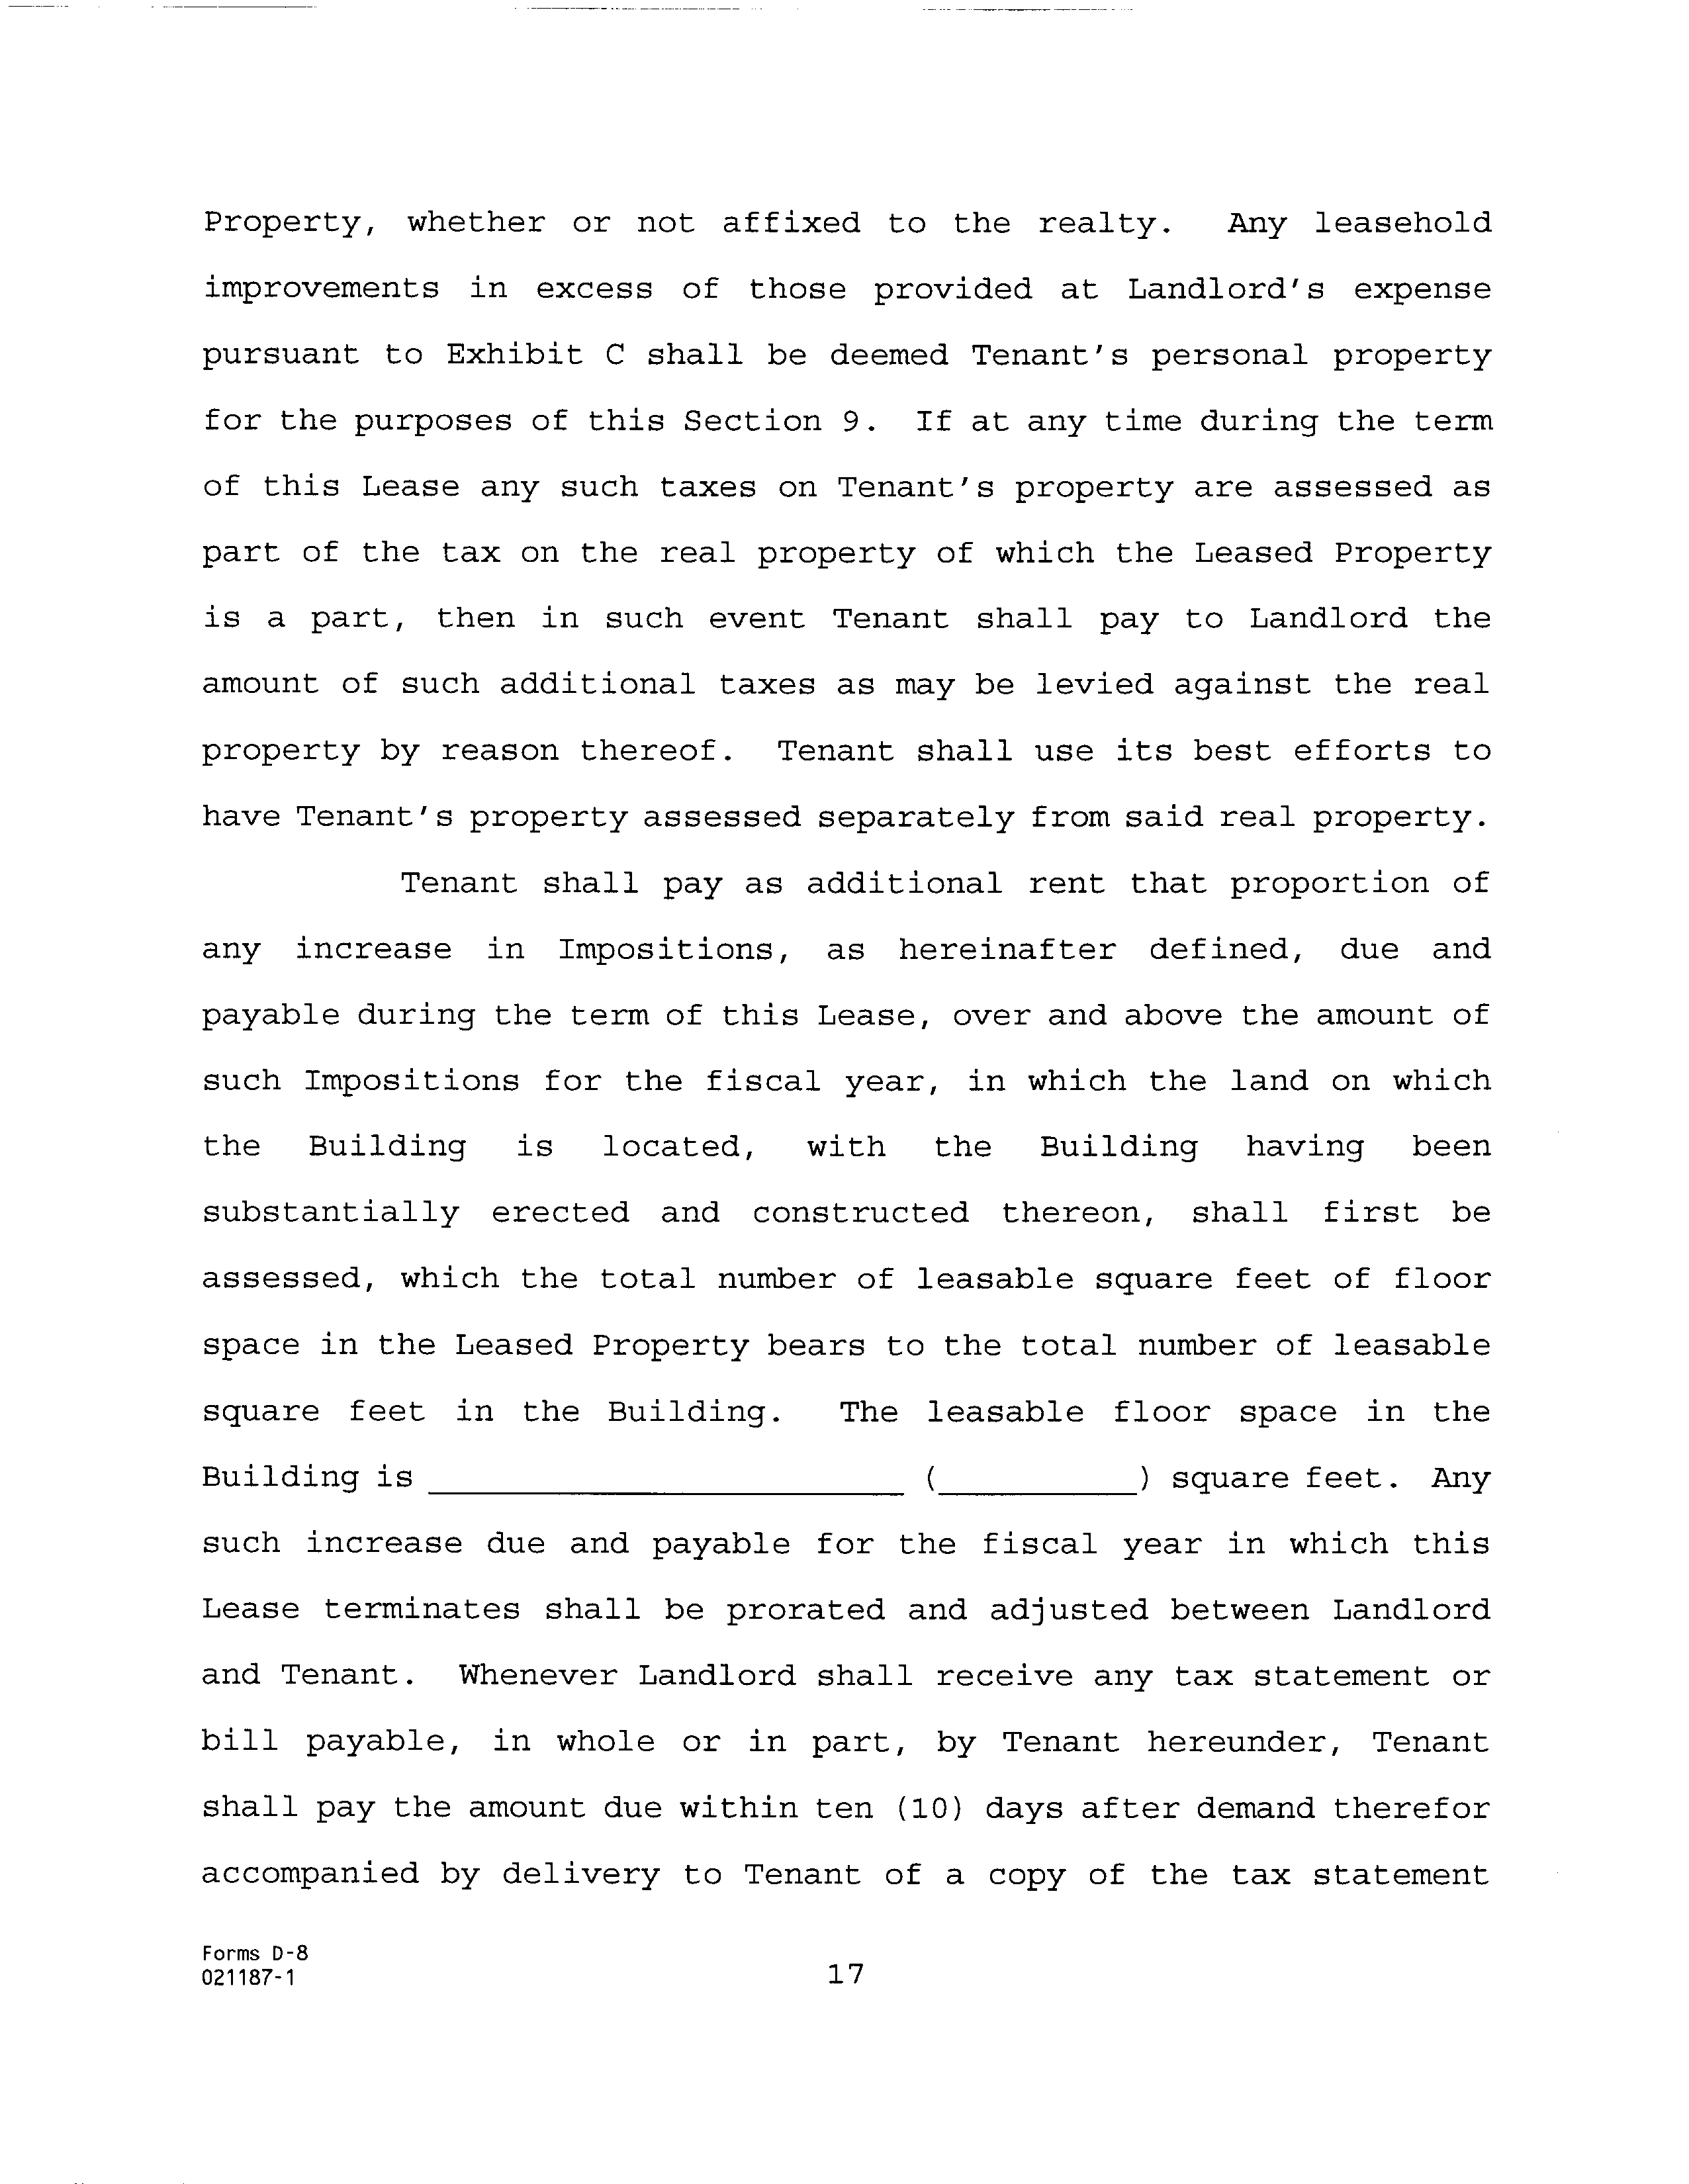 Property, whether or not affixed to the realty. Any leasehold
improvements in excess of those provided at Landlord's expense
pursuant to Exhibit C shall be deemed Tenant's personal property
for the purposes of this Section 9. If at any time during the term
of this Lease any such taxes on Tenant's property are assessed as
part of the tax on the real property of which the Leased Property
is a part, then in such event Tenant shall pay to Landlord the
amount of such additional taxes as may be levied against the real
property by reason thereof. Tenant shall use its best efforts to
have Tenant's property assessed separately from said real property.
Tenant shall pay as additional rent that proportion of
any increase in Impositions, as hereinafter defined, due and
payable during the term of this Lease, over and above the amount of
such Impositions for the fiscal year, in which the land on which
the Building is located, with the Building having been
substantially erected and constructed thereon, shall first be
assessed, which the total number of leasable square feet of floor
space in the Leased Property bears to the total number of leasable
square feet in the Building. The leasable floor space in the
Building is ________________________ (__________) square feet. Any
such increase due and payable for the fiscal year in which this
Lease terminates shall be prorated and adjusted between Landlord
and Tenant. Whenever Landlord shall receive any tax statement or
bill payable, in whole or in part, by Tenant hereunder, Tenant
shall pay the amount due within ten (10) days after demand therefor
accompanied by delivery to Tenant of a copy of the tax statement
Forms D-8
021187-1
17